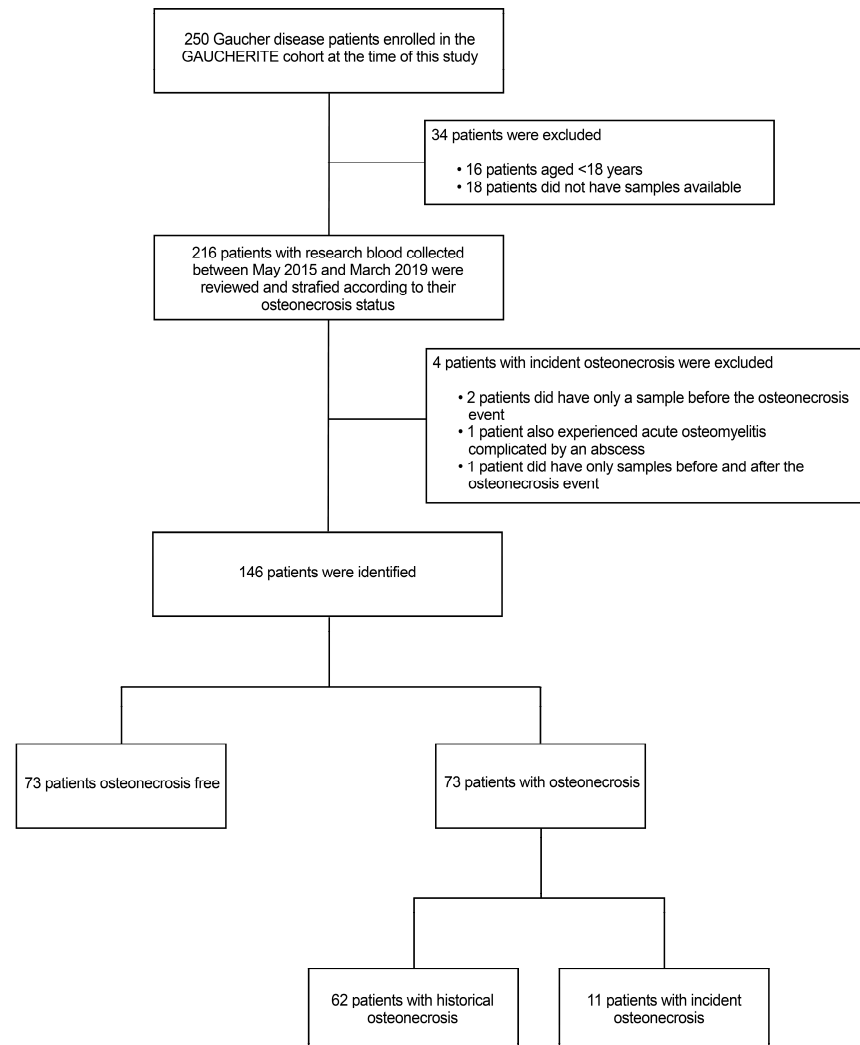 250 Gaucher disease patients enrolled in the
GAUCHERITE cohort at the time of this study
34 patients were excluded
• 16 patients aged <18 years
• 18 patients did not have samples available
216 patients with research blood collected
between May 2015 and March 2019 were
reviewed and strafied according to their
osteonecrosis status
4 patients with incident osteonecrosis were excluded
• 2 patients did have only a sample before the osteonecrosis
event
• 1 patient also experienced acute osteomyelitis
complicated by an abscess
• 1 patient did have only samples before and after the
osteonecrosis event
146 patients were identified
73 patients osteonecrosis free
73 patients with osteonecrosis
62 patients with historical
osteonecrosis
11 patients with incident
osteonecrosis